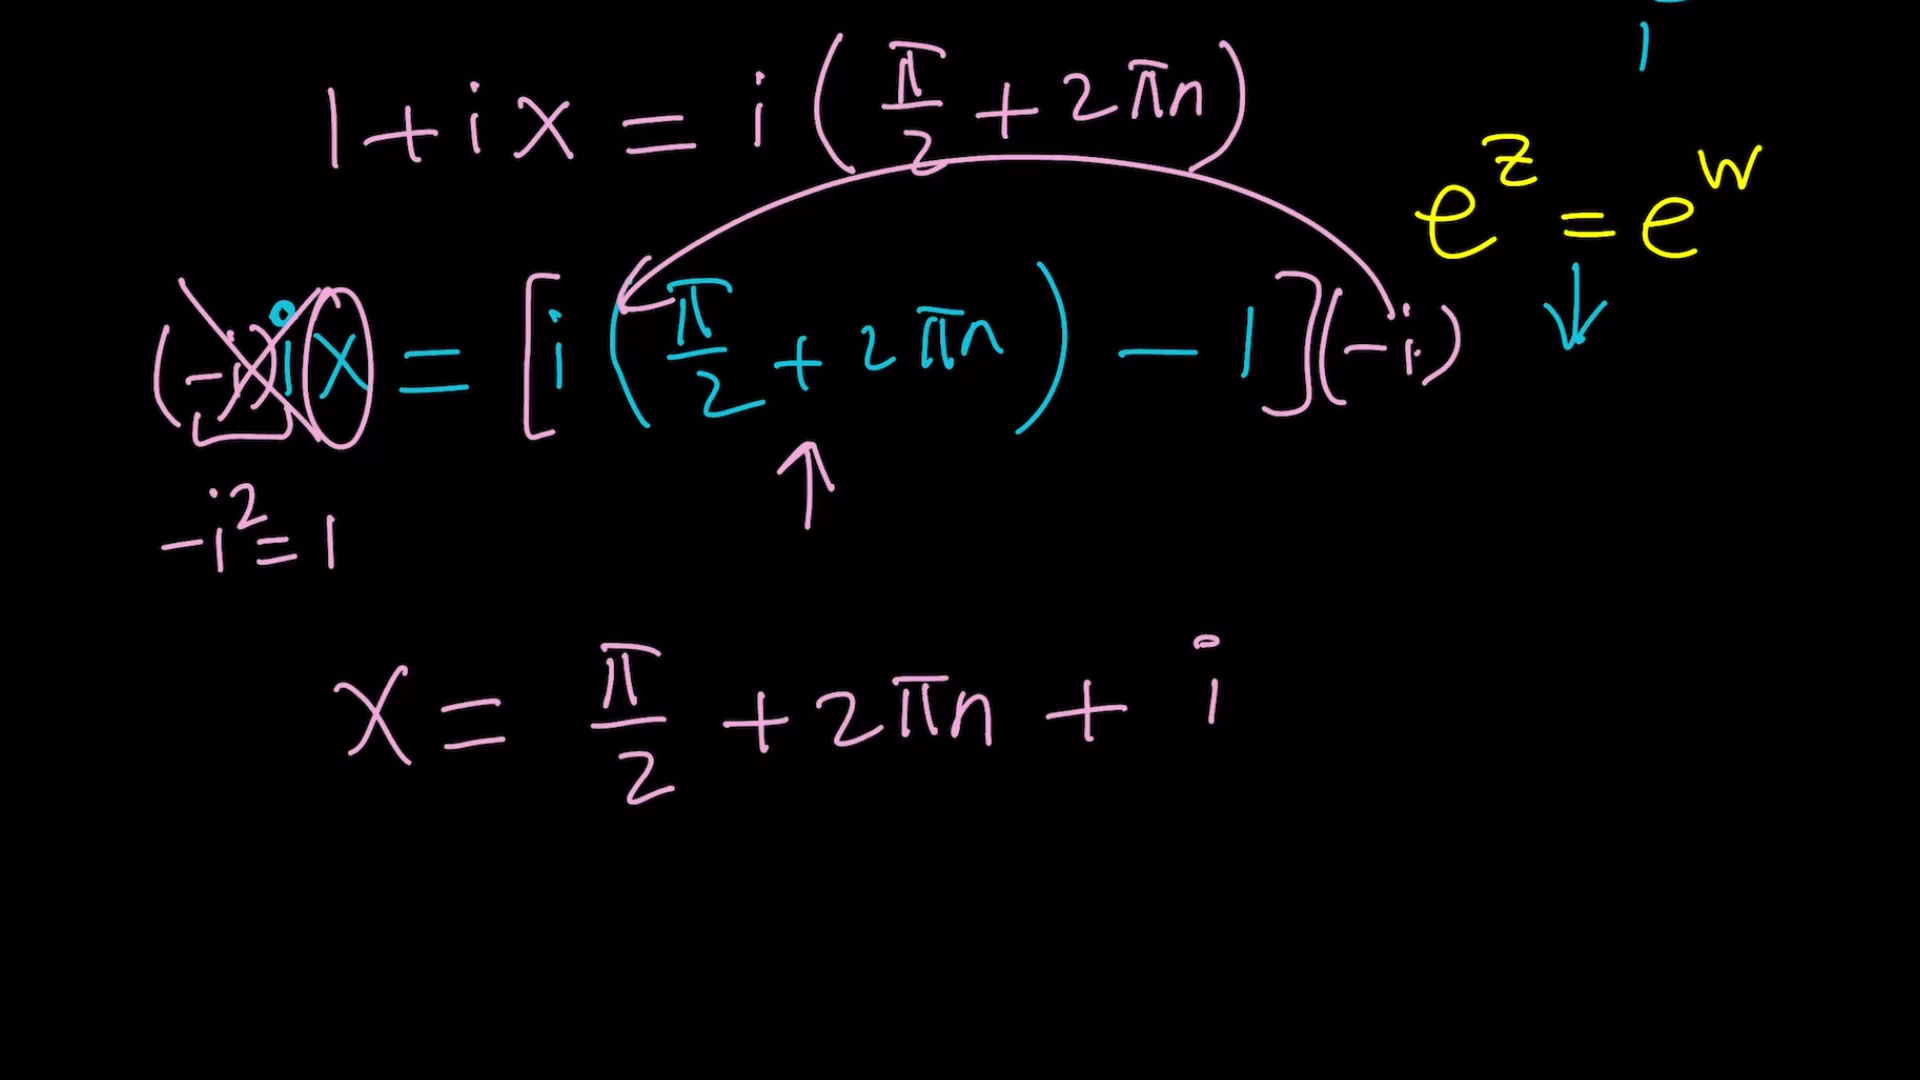 1+ix = i(π/2 + 2πn)
e^z = e^w
(-i)ix = [i(π/2 + 2πn) - 1](-i)
-i² = 1
x = π/2 + 2πn + i